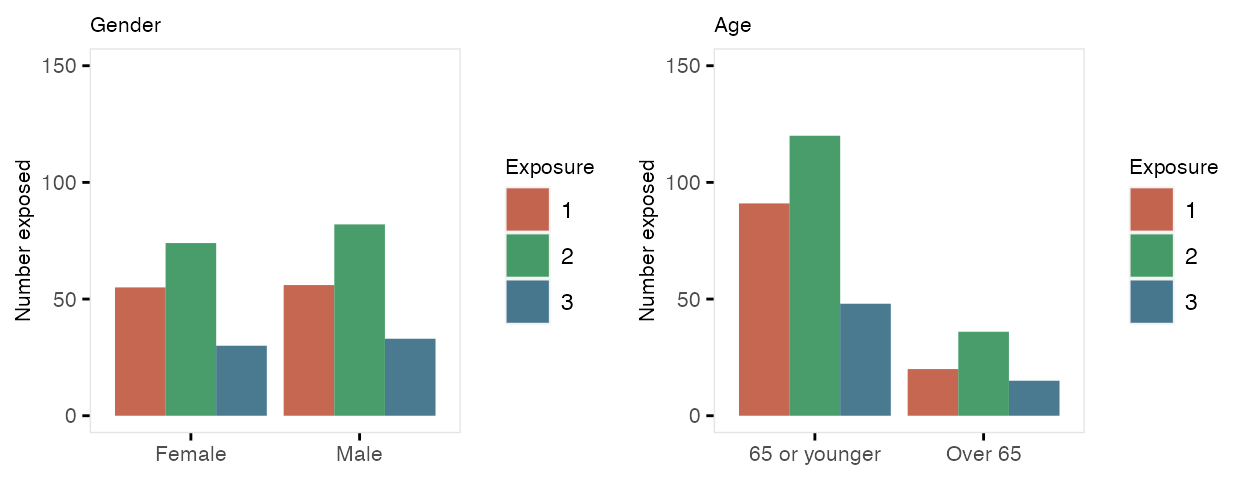 Gender
150
100
50
0
Number exposed
Female Male
Exposure
1
2
3
Age
150
100
50
0
Number exposed
65 or younger Over 65
Exposure
1
2
3